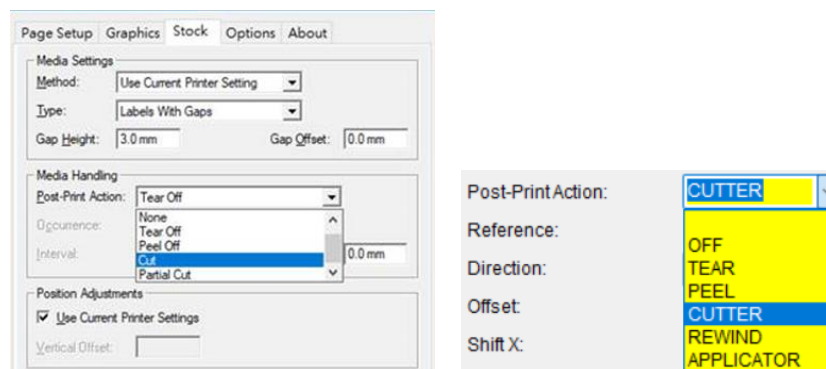 Page Setup Graphics Stock Options About
Media Settings
Method: Use Current Printer Setting
Type: Labels With Gaps
Gap Height: 3.0 mm Gap Offset: 0.0 mm
Media Handling
Post-Print Action: Tear Off
None
Occurrence:
Tear Off
Peel Off
Interval: 0.0 mm
Cut
Partial Cut
Position Adjustments
Use Current Printer Settings
Vertical Offset:
Post-Print Action: CUTTER
Reference:
OFF
Direction: TEAR
PEEL
Offset: CUTTER
Shift X: REWIND
APPLICATOR